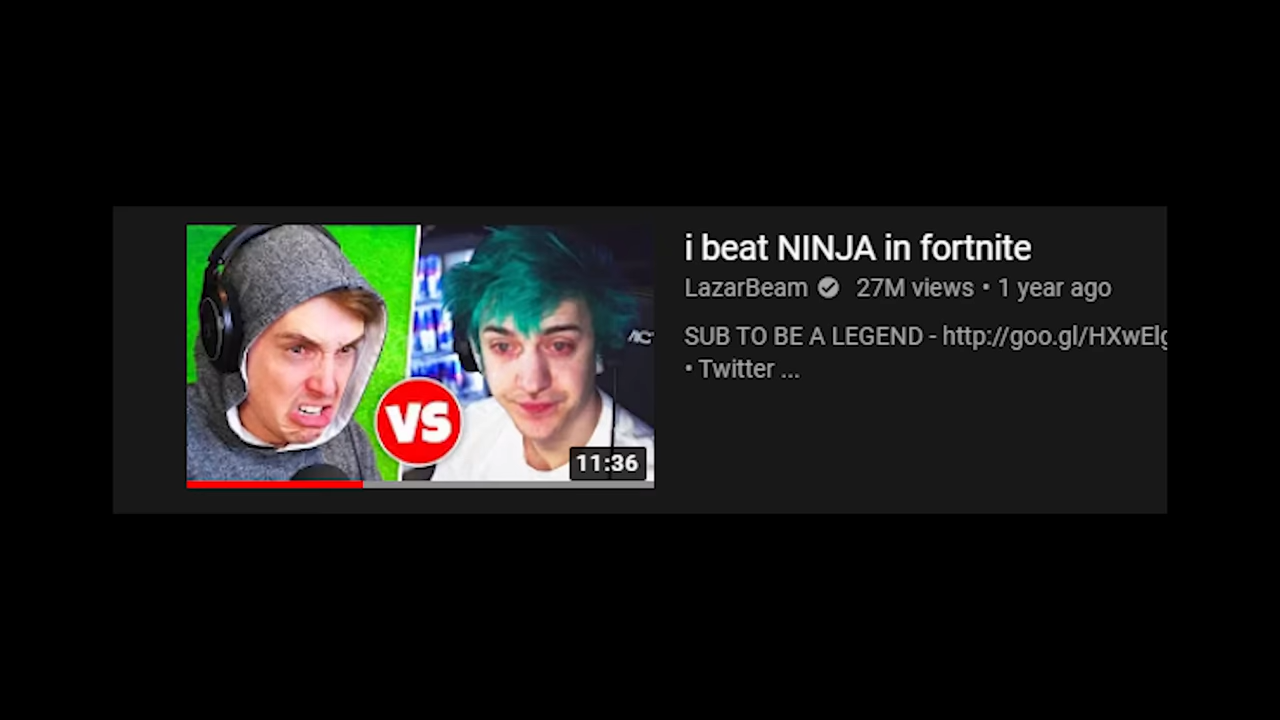 i beat NINJA in fortnite
LazarBeam 27M views • 1 year ago
SUB TO BE A LEGEND - http://goo.gl/HXwEl
• Twitter ...
VS
11:36